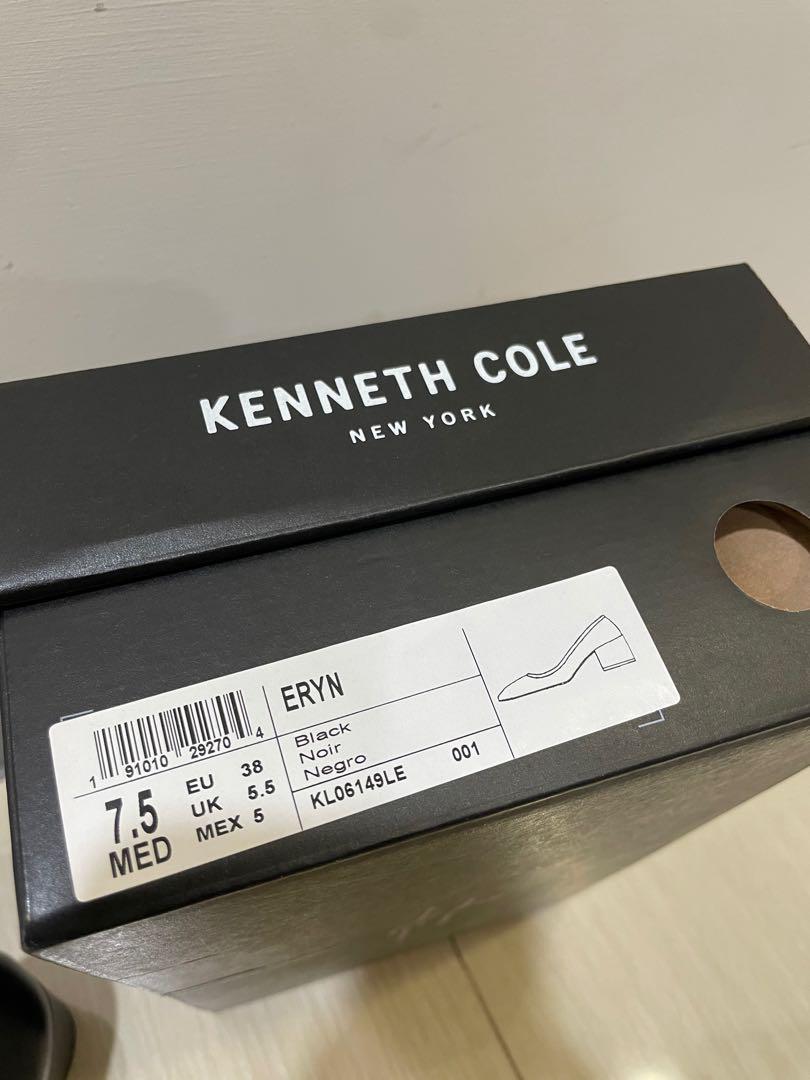 KENNETH COLE
NEW YORK
1 91010 29270 4
ERYN
Black
Noir
Negro
7.5
MED
EU 38
UK 5.5
MEX 5
KL06149LE 001